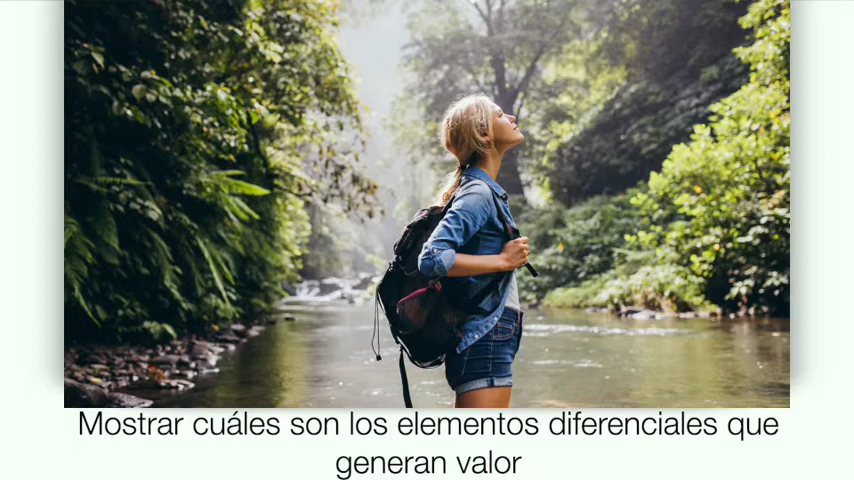 Mostrar cuáles son los elementos diferenciales que
generan valor